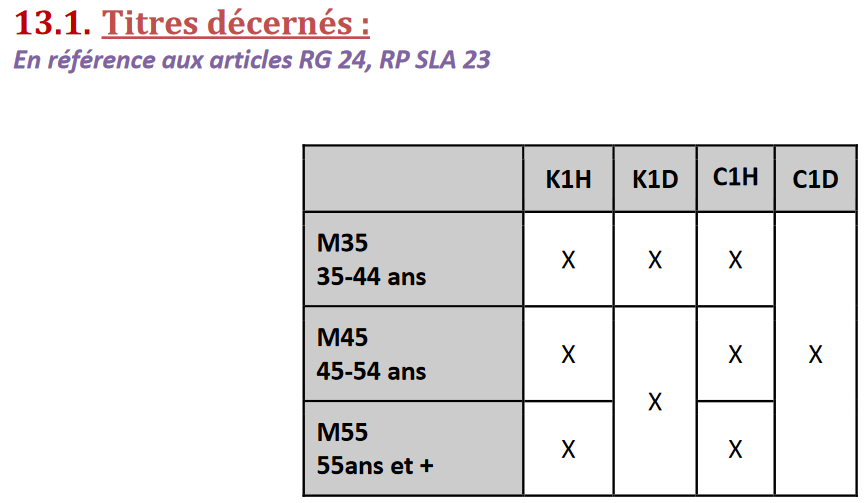 13.1. Titres décernés :
En référence aux articles RG 24, RP SLA 23
K1H K1D C1H C1D
M35
35-44 ans
X X X
M45
45-54 ans
X X X
X
M55
55ans et +
X X